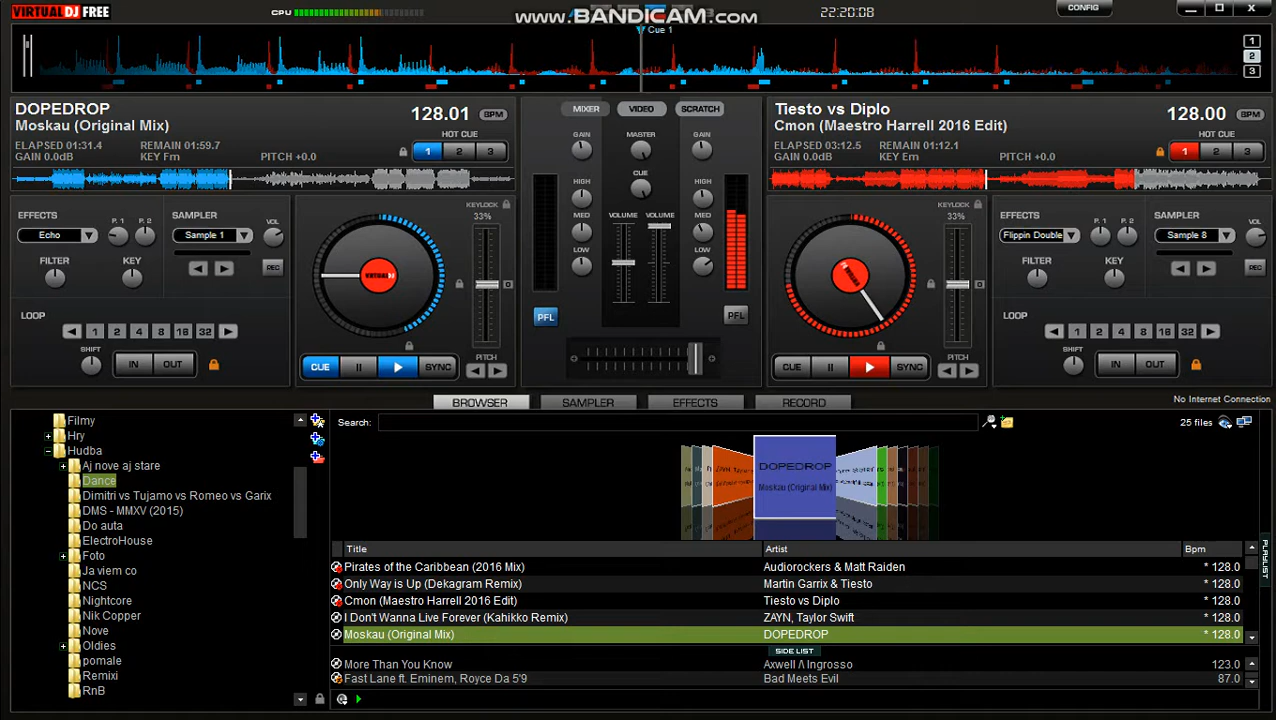 VIRTUAL DJ FREE
CPU
www.BANDICAM.com
22:20:08
CONFIG
Cue 1
1
2
3
DOPEDROP
Moskau (Original Mix)
128.01 BPM
HOT CUE
ELAPSED 01:31.4 REMAIN 01:59.7
GAIN 0.0dB KEY Fm PITCH +0.0
1 2 3
MIXER VIDEO SCRATCH
GAIN MASTER GAIN
CUE
HIGH HIGH
MED VOLUME VOLUME MED
LOW LOW
PFL PFL
Tiesto vs Diplo
Cmon (Maestro Harrell 2016 Edit)
128.00 BPM
HOT CUE
ELAPSED 03:12.5 REMAIN 01:12.1
GAIN 0.0dB KEY Em PITCH +0.0
1 2 3
EFFECTS P. 1 P. 2
Echo
SAMPLER VOL
Sample 1
FILTER KEY REC
LOOP
1 2 4 8 16 32
SHIFT IN OUT
KEYLOCK
33%
VIRTUAL DJ
0
CUE SYNC
PITCH
KEYLOCK
33%
0
CUE SYNC
PITCH
EFFECTS P. 1 P. 2
Flippin Double
SAMPLER VOL
Sample 8
FILTER KEY REC
LOOP
1 2 4 8 16 32
SHIFT IN OUT
BROWSER SAMPLER EFFECTS RECORD
No Internet Connection
Filmy
Hry
Hudba
Aj nove aj stare
Dance
Dimitri vs Tujamo vs Romeo vs Garix
DMS - MMXV (2015)
Do auta
ElectroHouse
Foto
Ja viem co
NCS
Nightcore
Nik Copper
Nove
Oldies
pomale
Remixi
RnB
Search:
25 files
DOPEDROP
Moskau (Original Mix)
Title Artist Bpm
Pirates of the Caribbean (2016 Mix) Audiorockers & Matt Raiden * 128.0
Only Way is Up (Dekagram Remix) Martin Garrix & Tiesto * 128.0
Cmon (Maestro Harrell 2016 Edit) Tiesto vs Diplo * 128.0
I Don't Wanna Live Forever (Kahikko Remix) ZAYN, Taylor Swift * 128.0
Moskau (Original Mix) DOPEDROP * 128.0
SIDE LIST
More Than You Know Axwell /\ Ingrosso 123.0
Fast Lane ft. Eminem, Royce Da 5'9 Bad Meets Evil 87.0
PLAYLIST